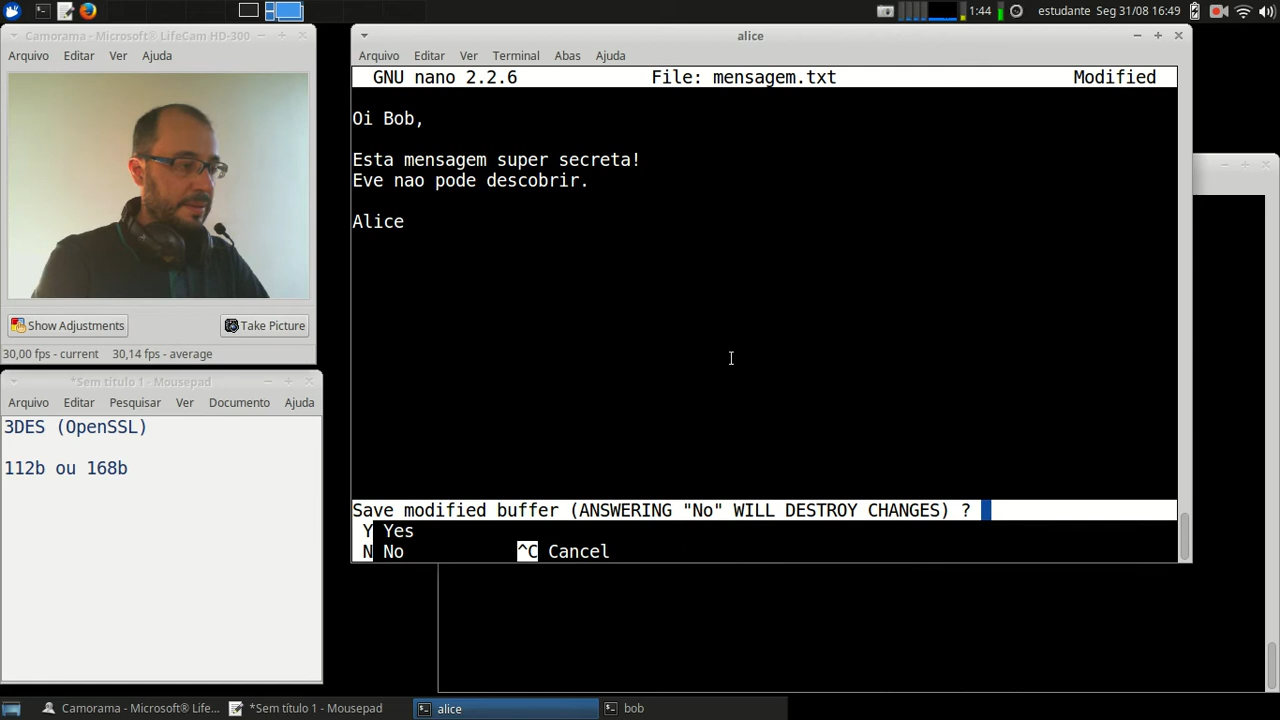 1:44
estudante Seg 31/08 16:49
Camorama - Microsoft® LifeCam HD-300
Arquivo Editar Ver Ajuda
Show Adjustments
Take Picture
30,00 fps - current 30,14 fps - average
*Sem título 1 - Mousepad
Arquivo Editar Pesquisar Ver Documento Ajuda
3DES (OpenSSL)
112b ou 168b
alice
Arquivo Editar Ver Terminal Abas Ajuda
GNU nano 2.2.6 File: mensagem.txt Modified
Oi Bob,
Esta mensagem super secreta!
Eve nao pode descobrir.
Alice
Save modified buffer (ANSWERING "No" WILL DESTROY CHANGES) ?
Y Yes
N No ^C Cancel
Camorama - Microsoft® Life...
*Sem título 1 - Mousepad
alice
bob